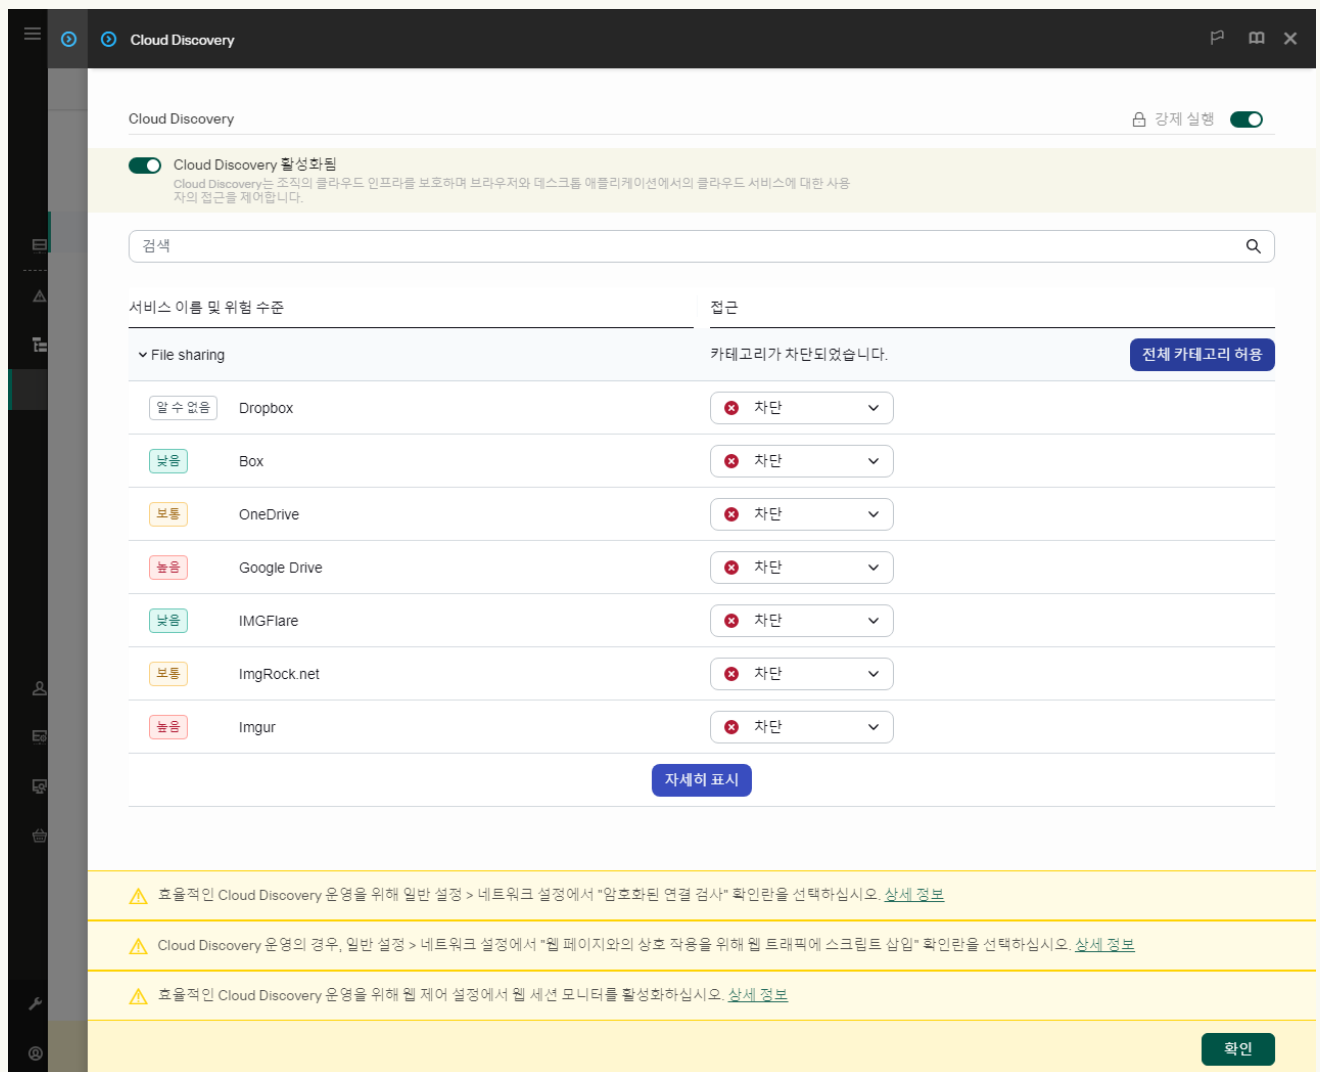 Cloud Discovery
Cloud Discovery
강제 실행
Cloud Discovery 활성화됨
Cloud Discovery는 조직의 클라우드 인프라를 보호하며 브라우저와 데스크톱 애플리케이션에서의 클라우드 서비스에 대한 사용
자의 접근을 제어합니다.
검색
서비스 이름 및 위험 수준 접근
File sharing 카테고리가 차단되었습니다. 전체 카테고리 허용
알 수 없음 Dropbox 차단
낮음 Box 차단
보통 OneDrive 차단
높음 Google Drive 차단
낮음 IMGFlare 차단
보통 ImgRock.net 차단
높음 Imgur 차단
자세히 표시
효율적인 Cloud Discovery 운영을 위해 일반 설정 > 네트워크 설정에서 "암호화된 연결 검사" 확인란을 선택하십시오. 상세 정보
Cloud Discovery 운영의 경우, 일반 설정 > 네트워크 설정에서 "웹 페이지와의 상호 작용을 위해 웹 트래픽에 스크립트 삽입" 확인란을 선택하십시오. 상세 정보
효율적인 Cloud Discovery 운영을 위해 웹 제어 설정에서 웹 세션 모니터를 활성화하십시오. 상세 정보
확인